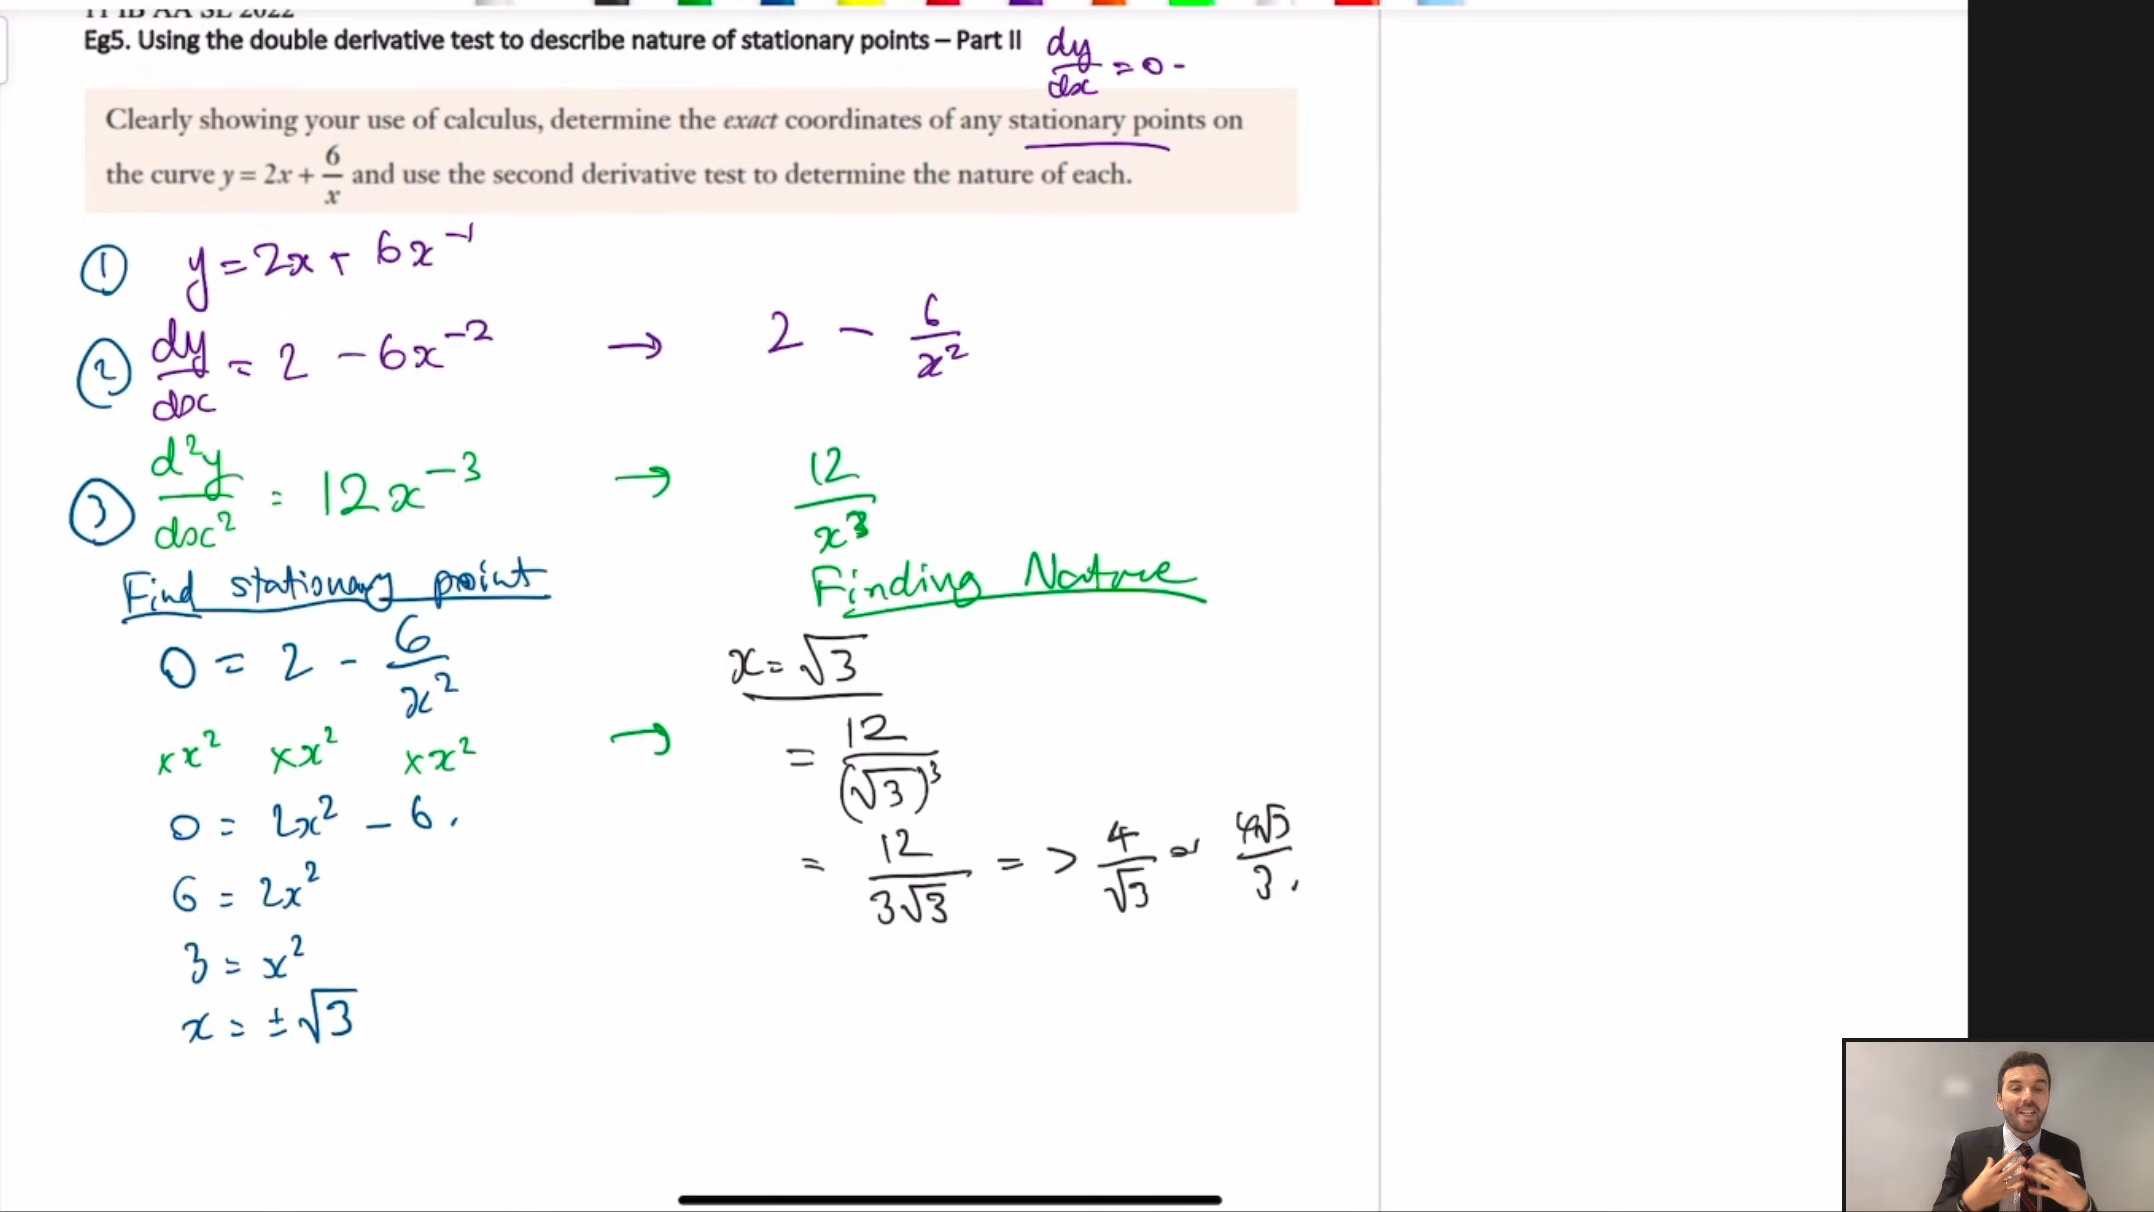 11 IB AA SL 2022
Eg5. Using the double derivative test to describe nature of stationary points – Part II
dy/dx = 0 -
Clearly showing your use of calculus, determine the exact coordinates of any stationary points on
the curve y = 2x + 6/x and use the second derivative test to determine the nature of each.
① y = 2x + 6x⁻¹
② dy/dx = 2 - 6x⁻² → 2 - 6/x²
③ d²y/dx² = 12x⁻³ → 12/x³
Find stationary point
0 = 2 - 6/x²
×x² ×x² ×x² →
0 = 2x² - 6.
6 = 2x²
3 = x²
x = ±√3
Finding Nature
x = √3
= 12/(√3)³
= 12/3√3 = > 4/√3 or 4√3/3,